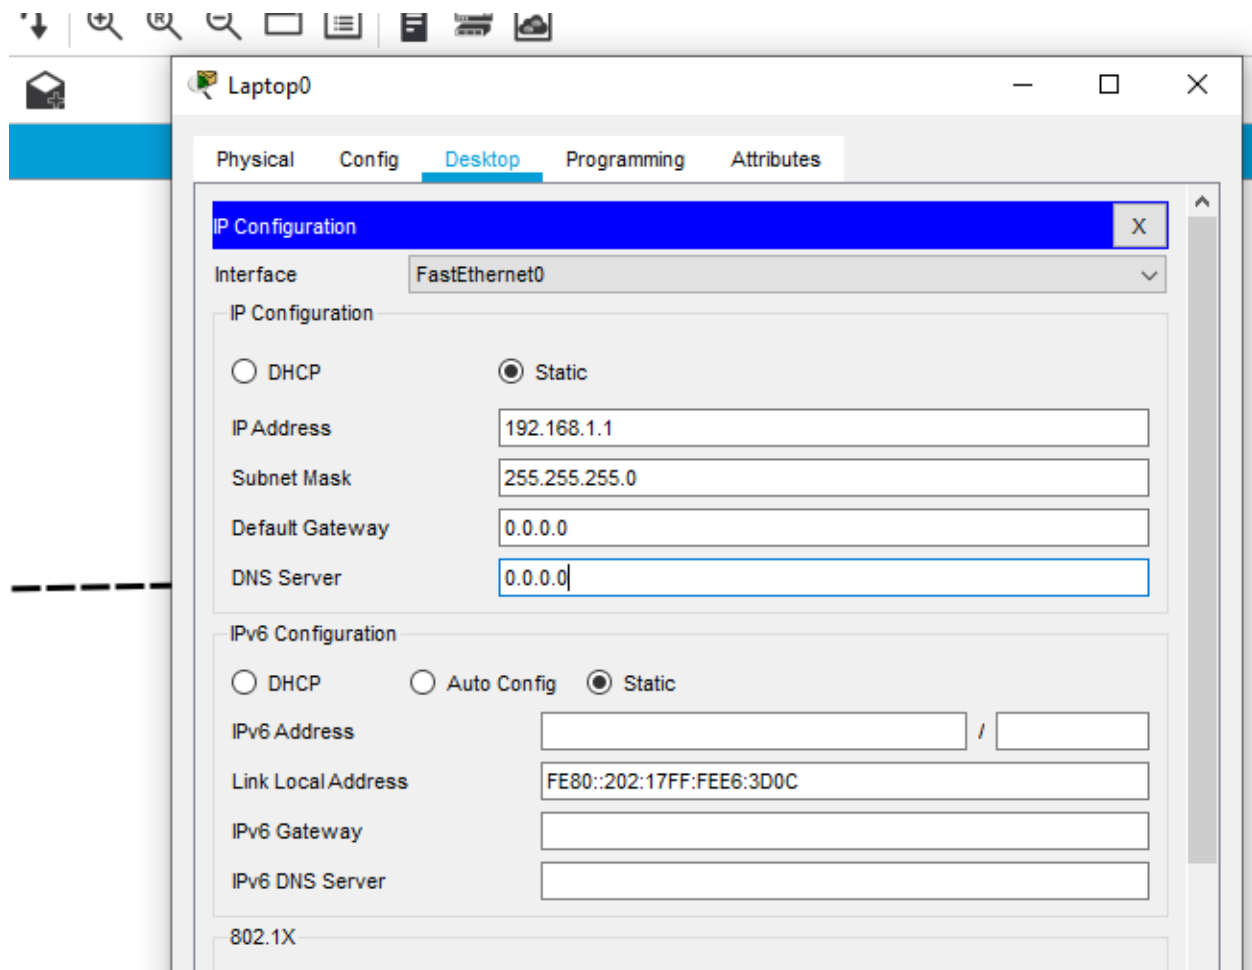 Laptop0
Physical Config Desktop Programming Attributes
IP Configuration X
Interface FastEthernet0
IP Configuration
DHCP Static
IP Address 192.168.1.1
Subnet Mask 255.255.255.0
Default Gateway 0.0.0.0
DNS Server 0.0.0.0
IPv6 Configuration
DHCP Auto Config Static
IPv6 Address /
Link Local Address FE80::202:17FF:FEE6:3D0C
IPv6 Gateway
IPv6 DNS Server
802.1X